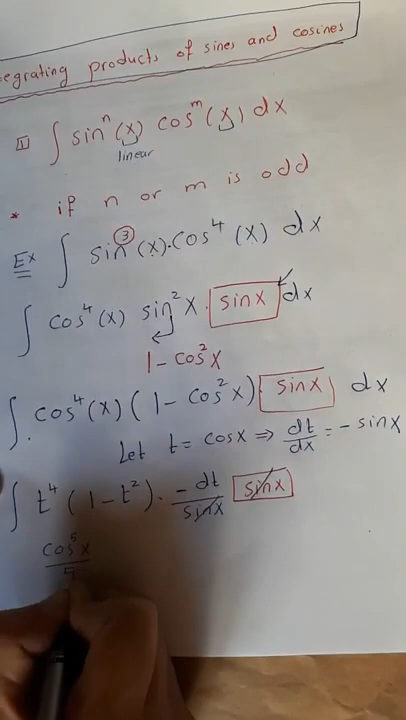 egrating products of sines and cosines
I ∫ sinⁿ (x) cosᵐ (x) dx
linear
* if n or m is odd
Ex ∫ sin³ (x).cos⁴ (x) dx
∫ cos⁴(x) sin²x . sinx dx
1 - cos²x
∫ . cos⁴(x) ( 1 - cos²x) . sinx dx
Let t = cosx ⇒ dt/dx = - sinx
∫ t⁴ ( 1 - t²) . - dt/sinx sinx
cos⁵x/5